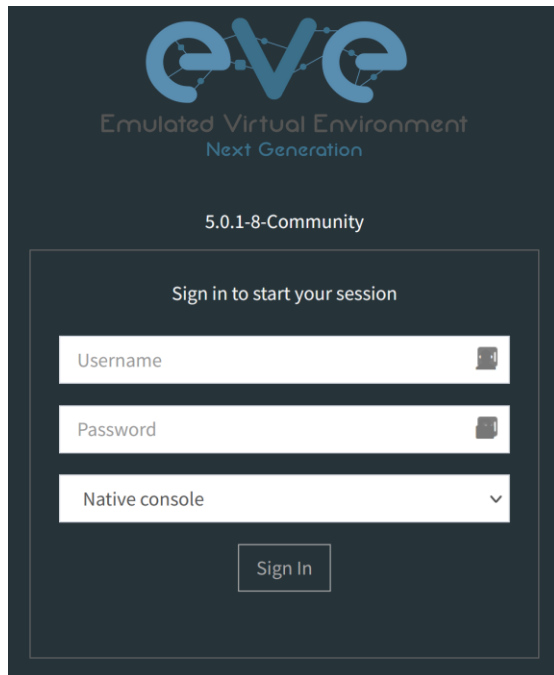 eve
Emulated Virtual Environment
Next Generation
5.0.1-8-Community
Sign in to start your session
Username
Password
Native console
Sign In